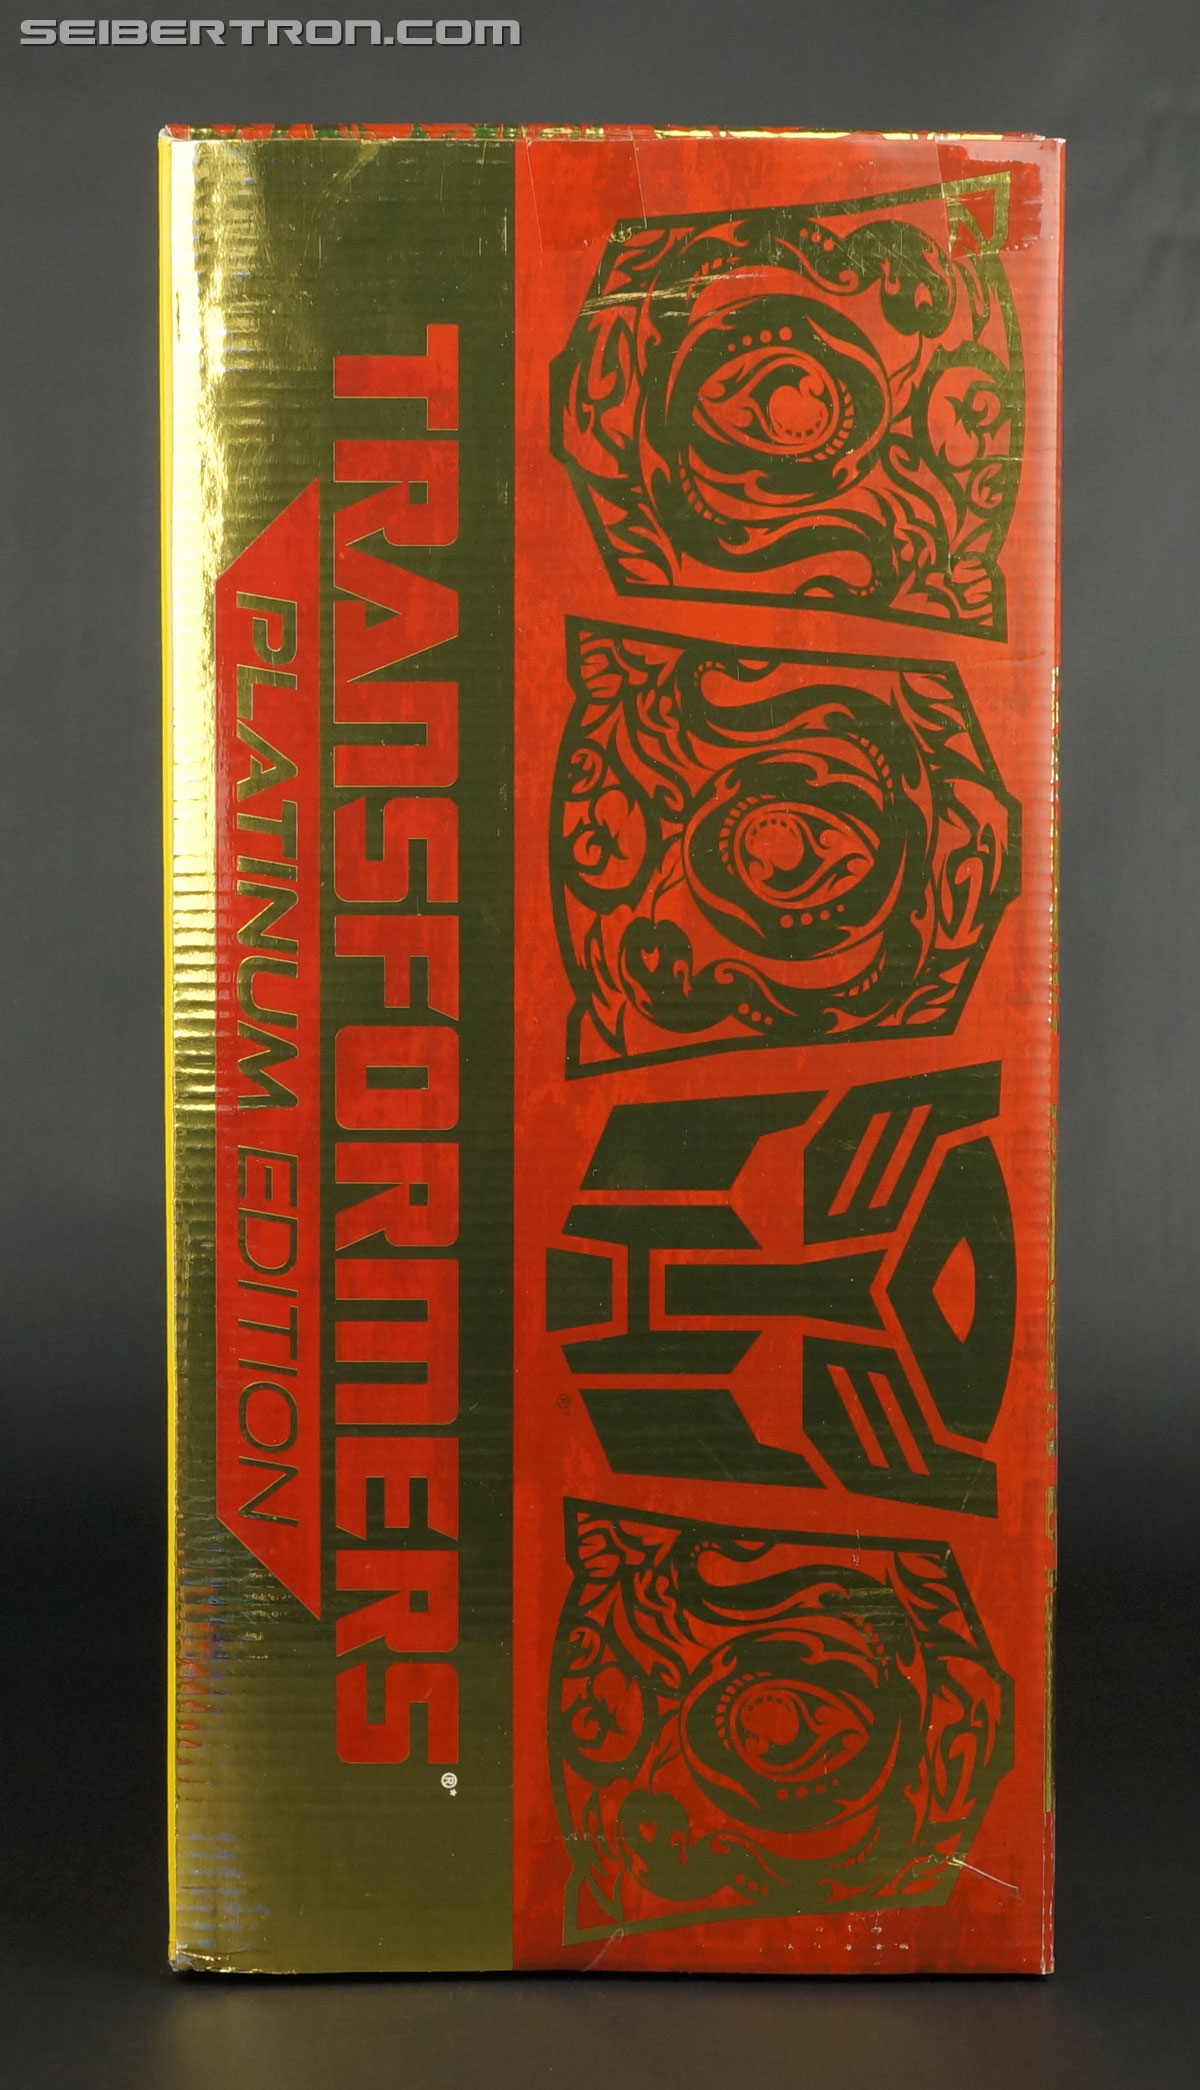 SEIBERTRON.COM
TRANSFORMERS®*
PLATINUM EDITION
®*